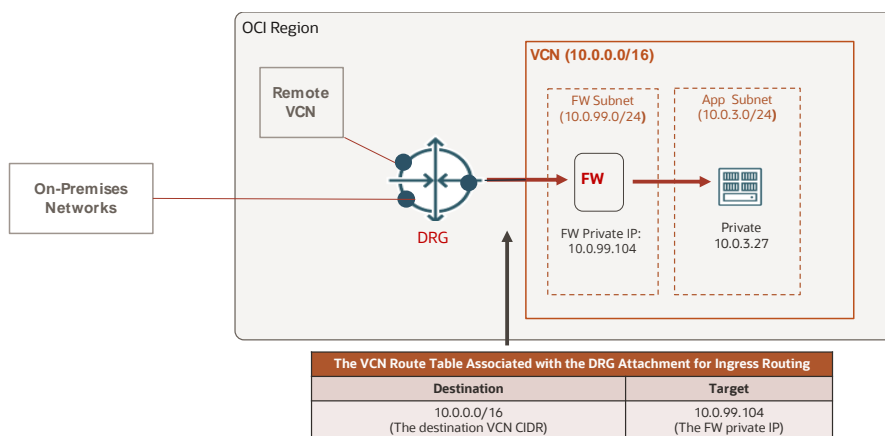 OCI Region
VCN (10.0.0.0/16)
Remote
VCN
FW Subnet
(10.0.99.0/24)
App Subnet
(10.0.3.0/24)
On-Premises
Networks
FW
DRG
FW Private IP:
10.0.99.104
Private
10.0.3.27
The VCN Route Table Associated with the DRG Attachment for Ingress Routing
Destination Target
10.0.0.0/16 10.0.99.104
(The destination VCN CIDR) (The FW private IP)